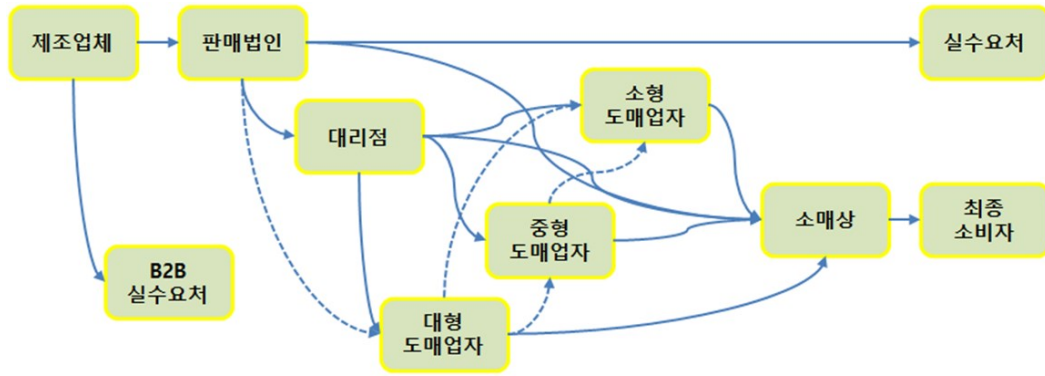 제조업체
판매법인
실수요처
소형
도매업자
대리점
중형
도매업자
소매상
최종
소비자
B2B
실수요처
대형
도매업자